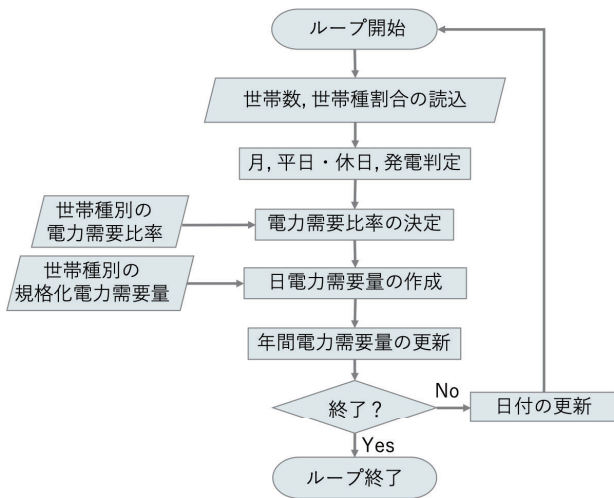 ループ開始
世帯数, 世帯種割合の読込
月, 平日・休日, 発電判定
世帯種別の
電力需要比率
電力需要比率の決定
世帯種別の
規格化電力需要量
日電力需要量の作成
年間電力需要量の更新
終了？
No
日付の更新
Yes
ループ終了